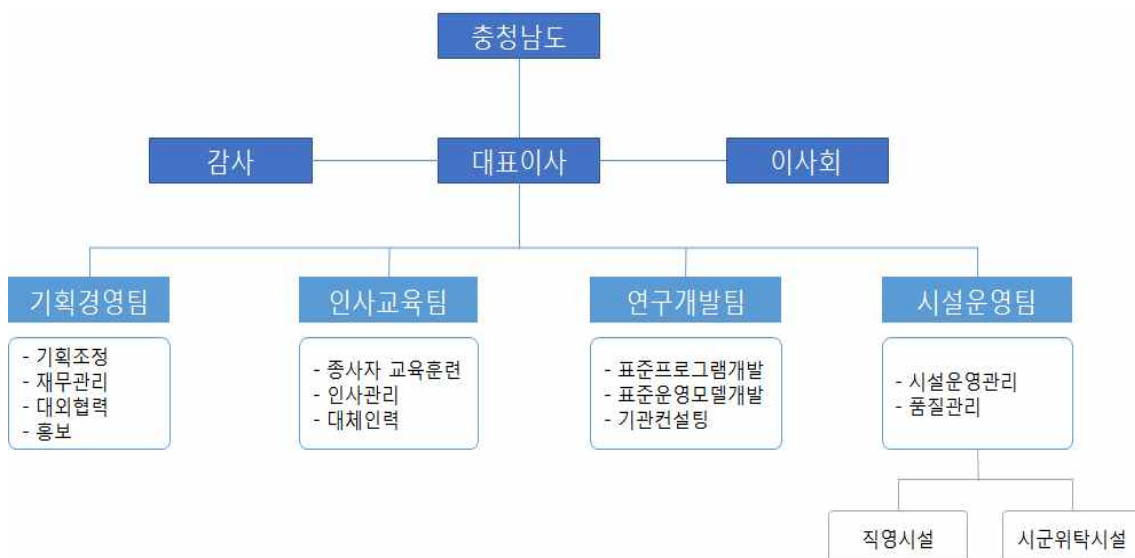 충청남도
감사
대표이사
이사회
기획경영팀
인사교육팀
연구개발팀
시설운영팀
- 기획조정
- 재무관리
- 대외협력
- 홍보
- 종사자 교육훈련
- 인사관리
- 대체인력
- 표준프로그램개발
- 표준운영모델개발
- 기관컨설팅
- 시설운영관리
- 품질관리
직영시설
시군위탁시설